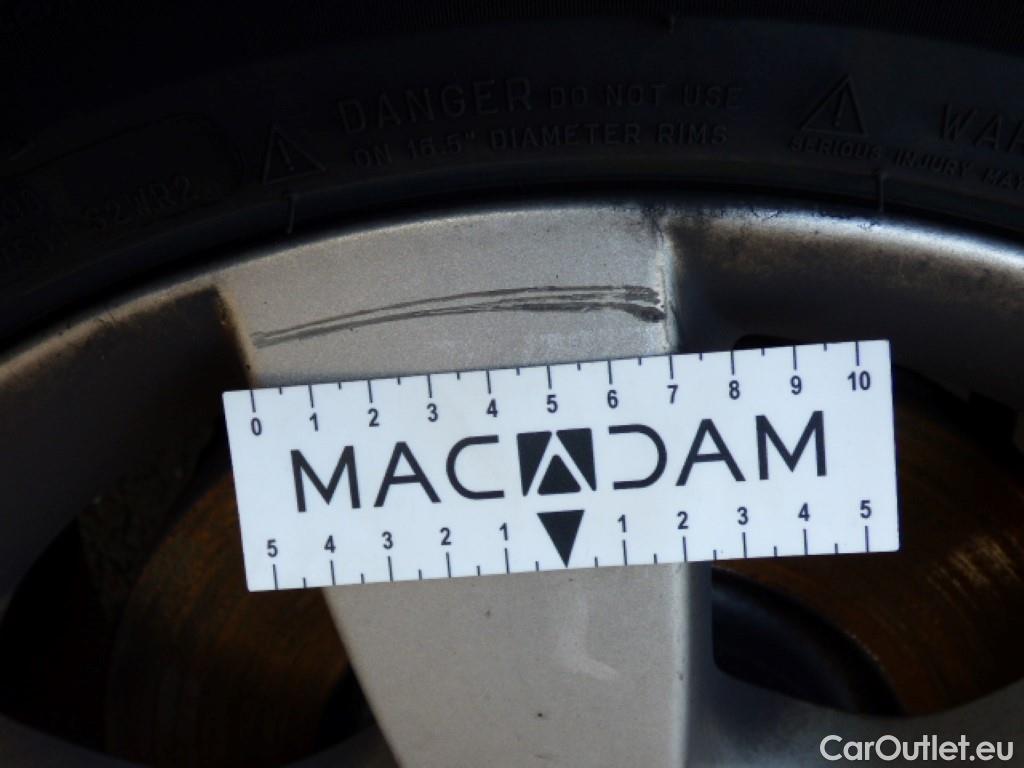 DANGER DO NOT USE
ON 16.5" DIAMETER RIMS
WAR
SERIOUS INJURY MAY
0 1 2 3 4 5 6 7 8 9 10
MACADAM
5 4 3 2 1 1 2 3 4 5
CarOutlet.eu